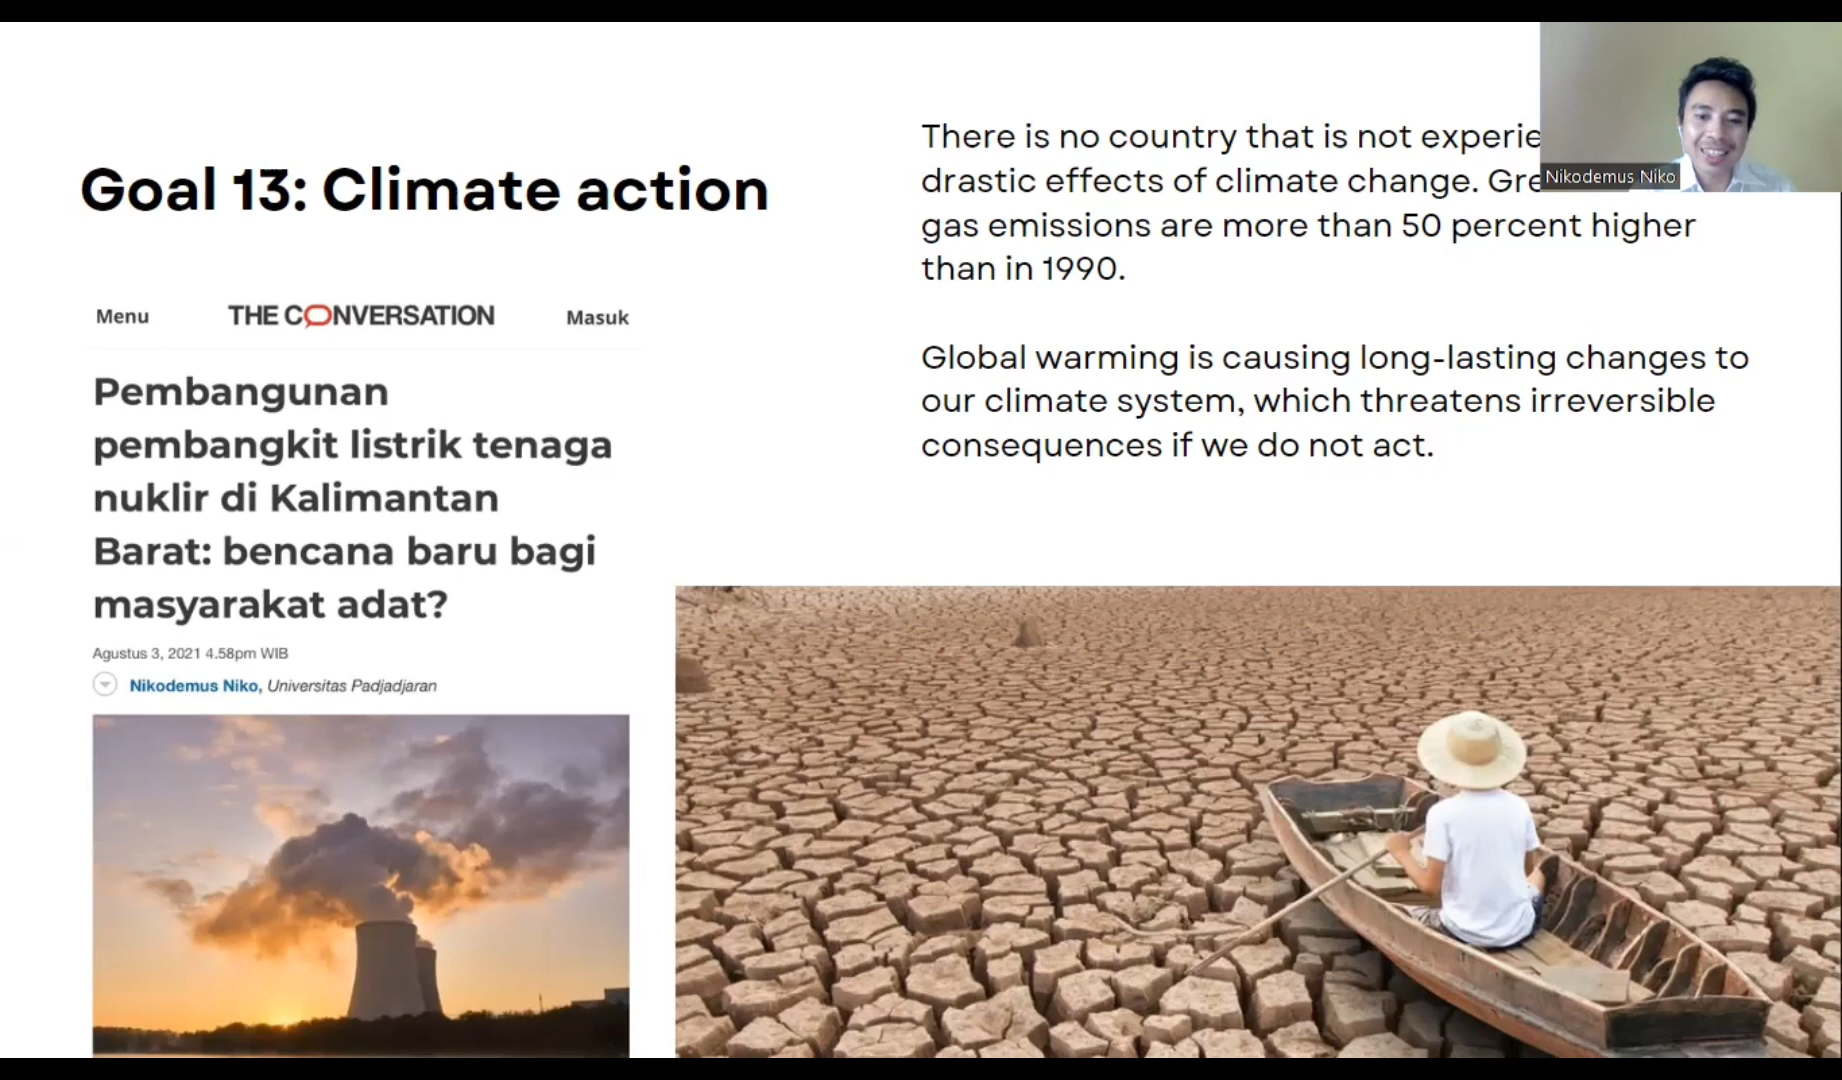 Goal 13: Climate action
Menu
THE CONVERSATION
Masuk
Pembangunan
pembangkit listrik tenaga
nuklir di Kalimantan
Barat: bencana baru bagi
masyarakat adat?
Agustus 3, 2021 4.58pm WIB
Nikodemus Niko, Universitas Padjadjaran
There is no country that is not experie
drastic effects of climate change. Gre
gas emissions are more than 50 percent higher
than in 1990.
Global warming is causing long-lasting changes to
our climate system, which threatens irreversible
consequences if we do not act.
Nikodemus Niko